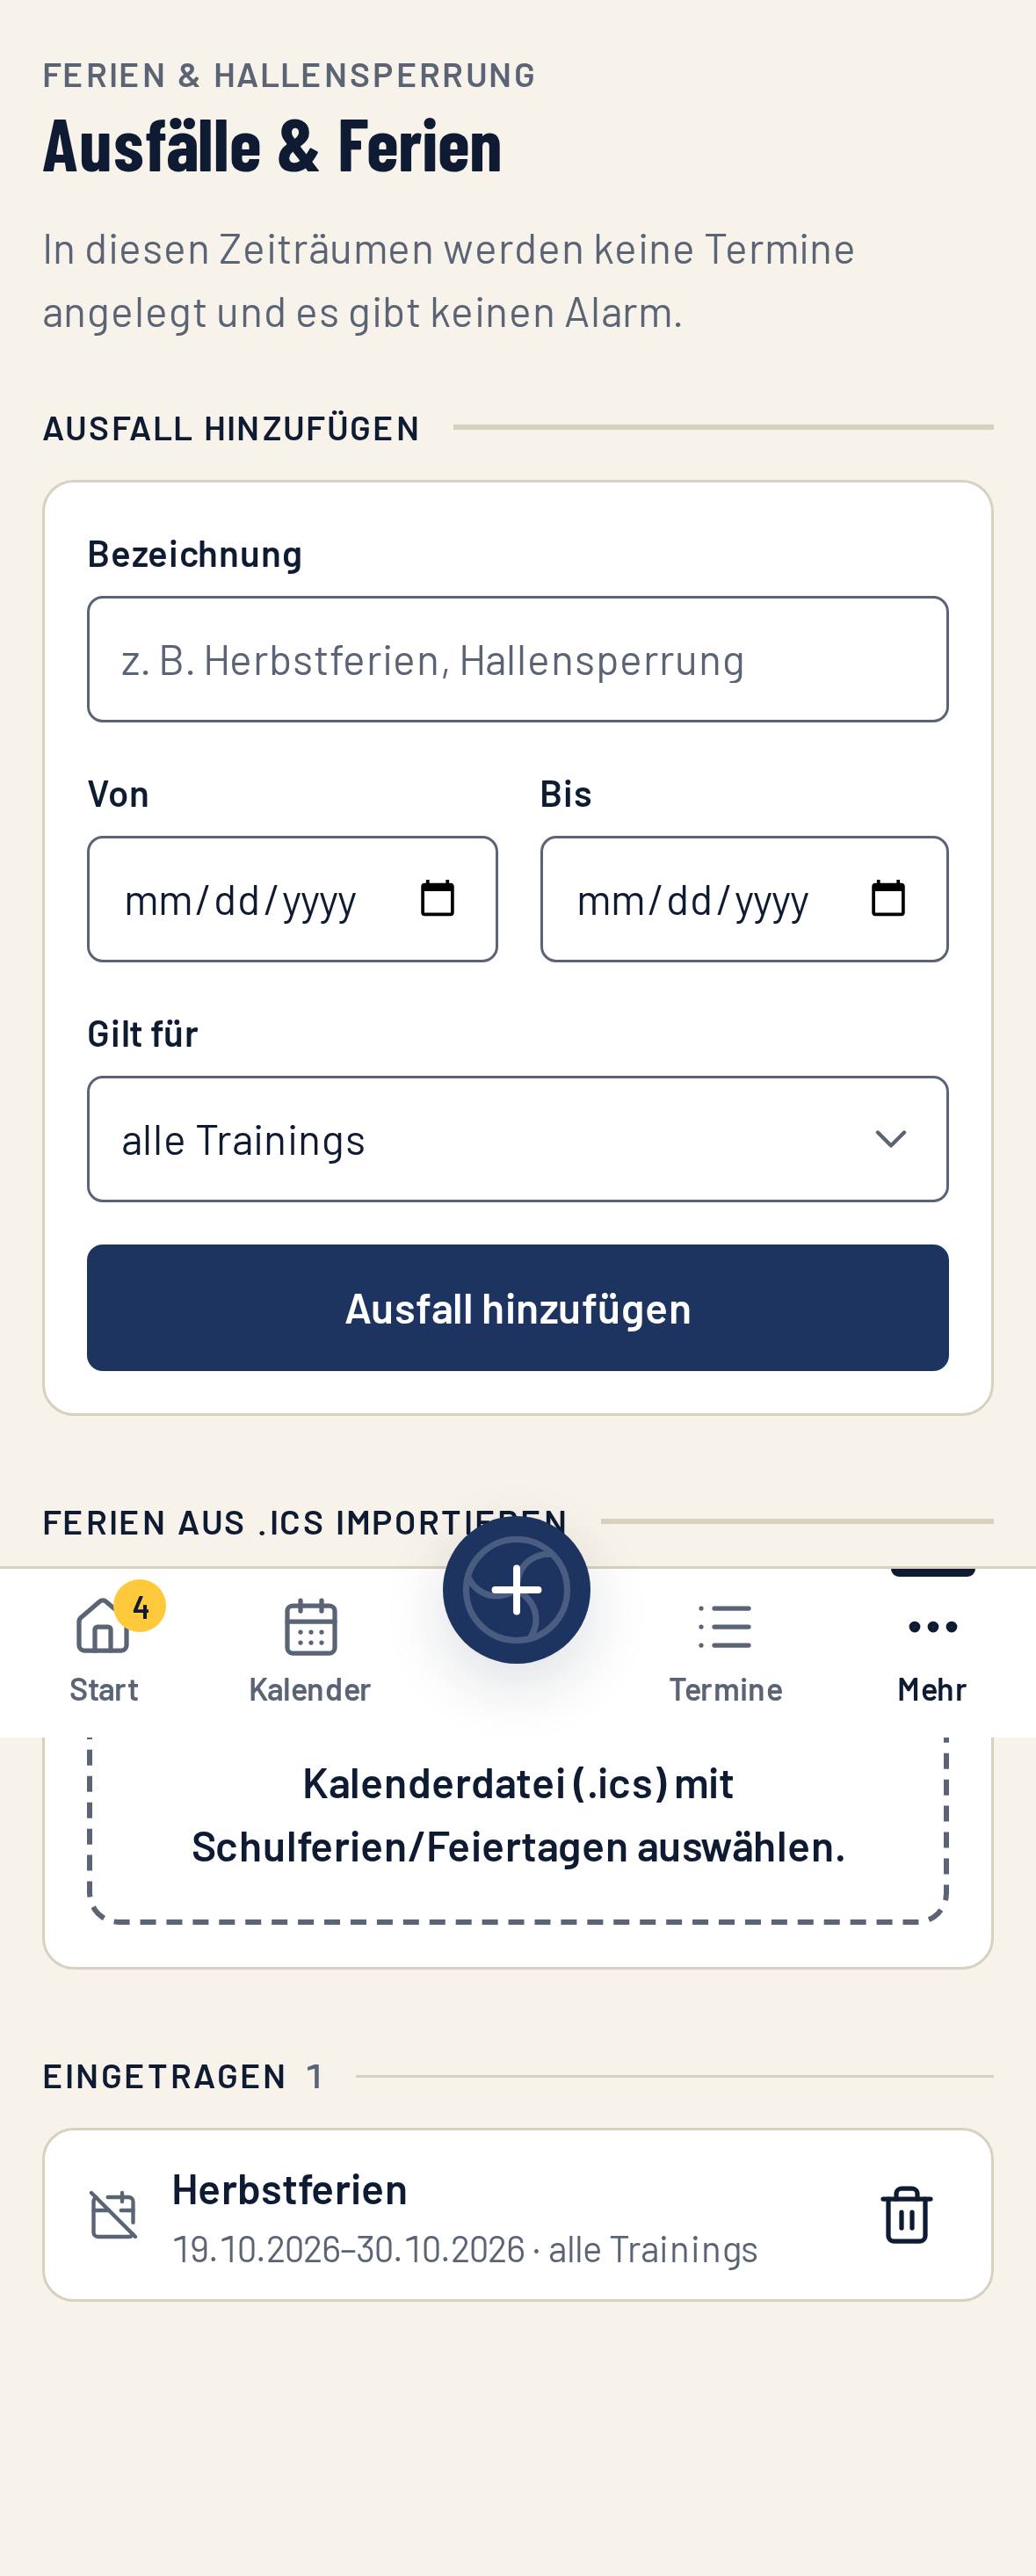 FERIEN & HALLENSPERRUNG
Ausfälle & Ferien
In diesen Zeiträumen werden keine Termine
angelegt und es gibt keinen Alarm.
AUSFALL HINZUFÜGEN
Bezeichnung
z. B. Herbstferien, Hallensperrung
Von
Bis
mm/dd/yyyy
mm/dd/yyyy
Gilt für
alle Trainings
Ausfall hinzufügen
FERIEN AUS .ICS IMPORTIEREN
4
Start
Kalender
Termine
Mehr
Kalenderdatei (.ics) mit
Schulferien/Feiertagen auswählen.
EINGETRAGEN 1
Herbstferien
19.10.2026–30.10.2026 · alle Trainings